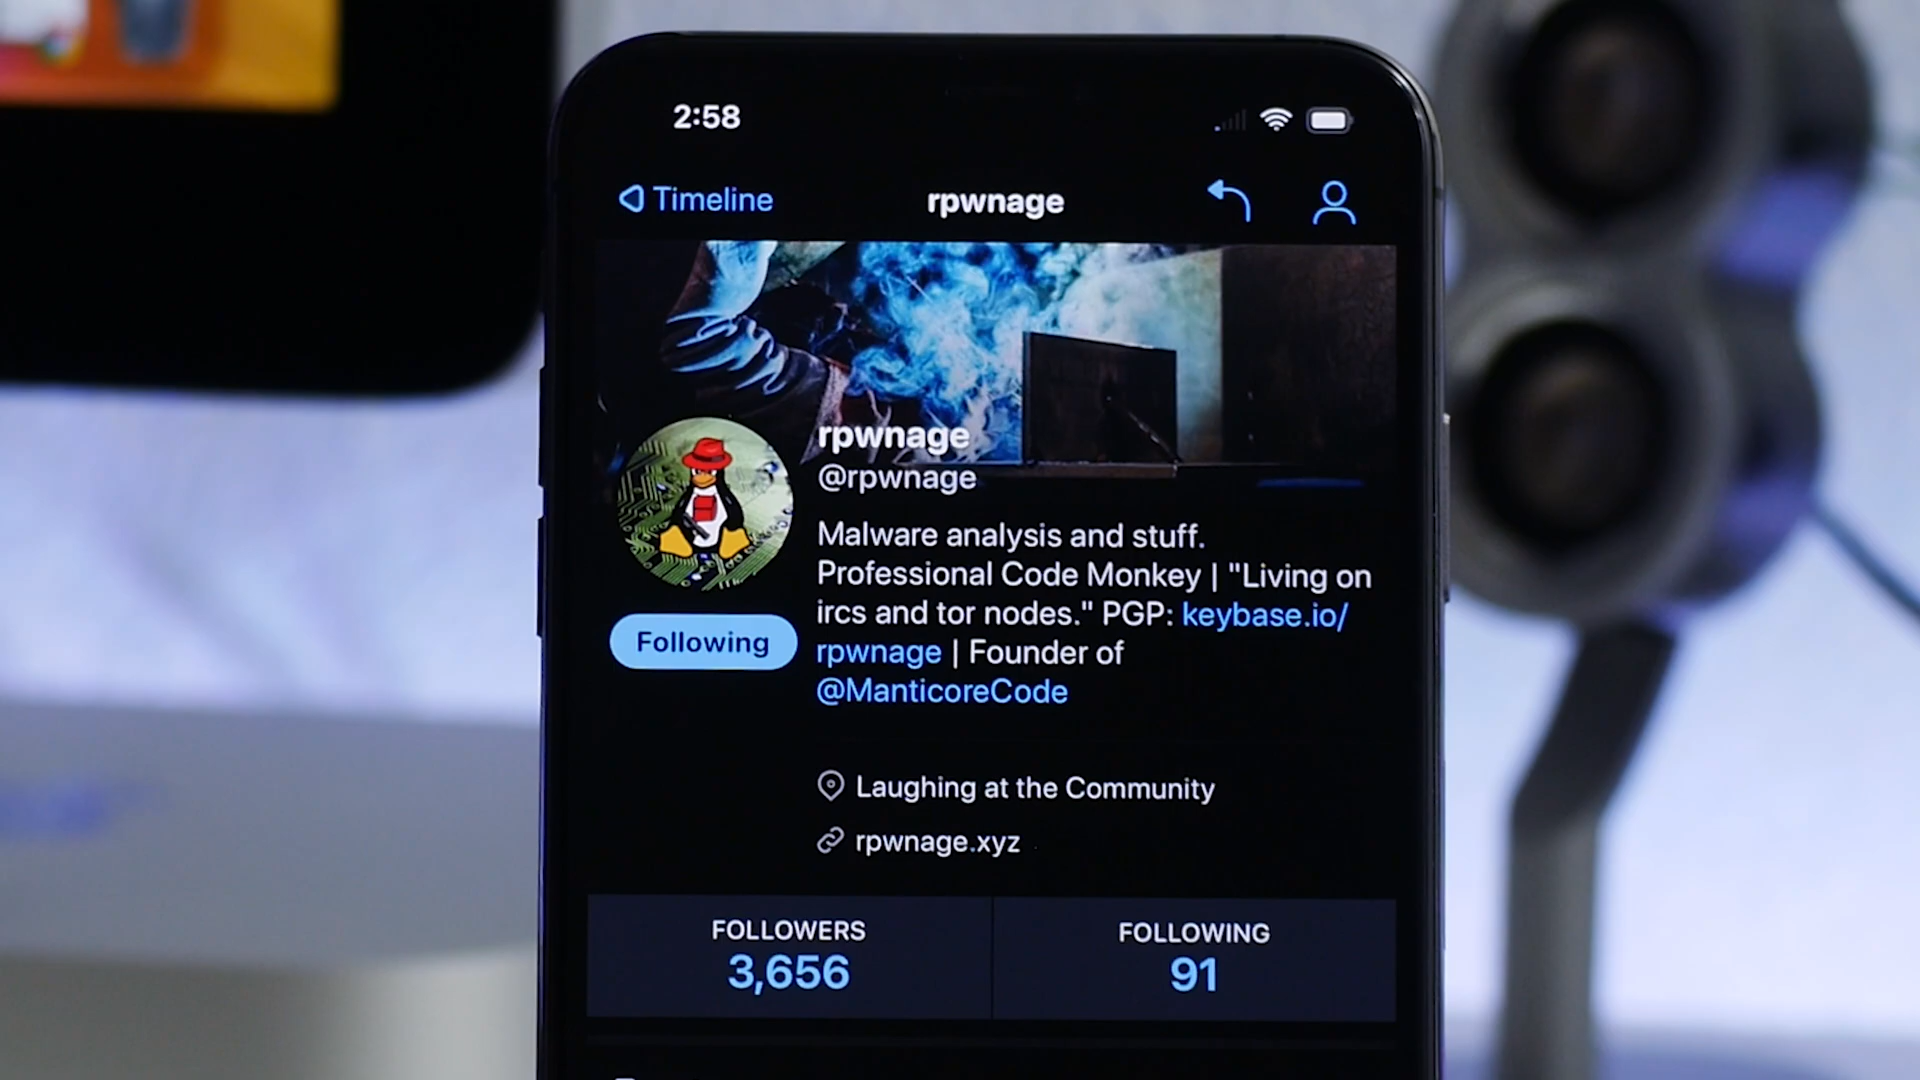 2:58
Timeline
rpwnage
rpwnage
@rpwnage
Malware analysis and stuff.
Professional Code Monkey | "Living on
ircs and tor nodes." PGP: keybase.io/
rpwnage | Founder of
@ManticoreCode
Following
Laughing at the Community
rpwnage.xyz
FOLLOWERS
3,656
FOLLOWING
91